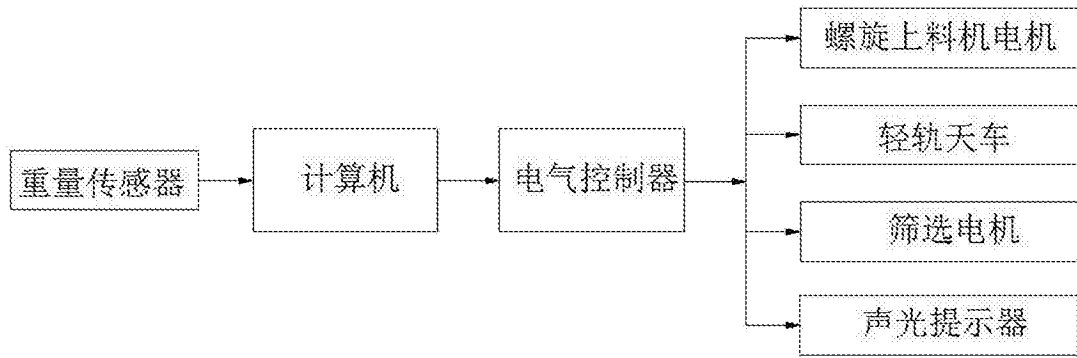 重量传感器
计算机
电气控制器
螺旋上料机电机
轻轨天车
筛选电机
声光提示器